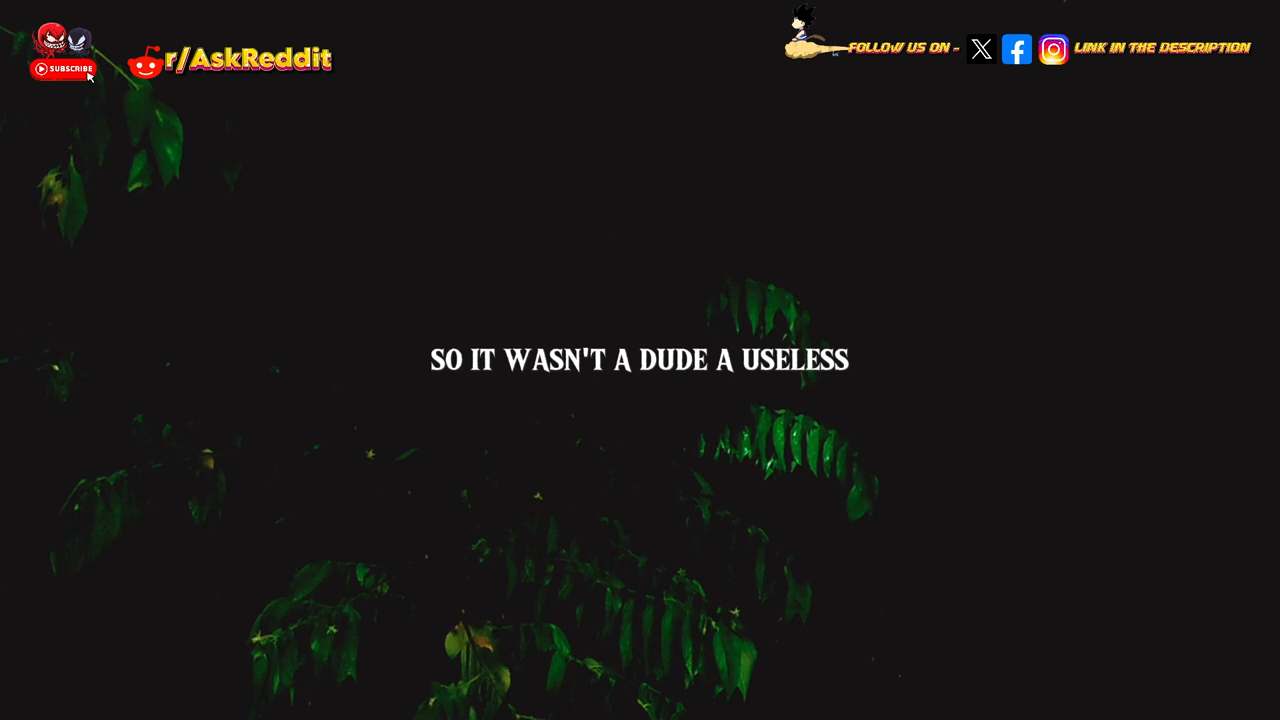 SUBSCRIBE
r/AskReddit
FOLLOW US ON -
LINK IN THE DESCRIPTION
SO IT WASN'T A DUDE A USELESS